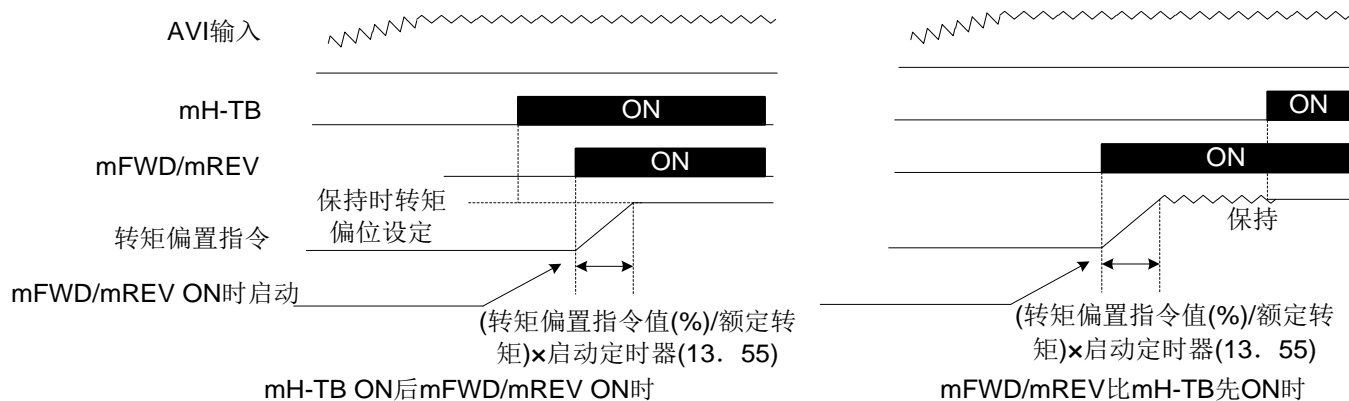 AVI输入
mH-TB
ON
ON
mFWD/mREV
ON
ON
保持时转矩
偏位设定
保持
转矩偏置指令
mFWD/mREV ON时启动
(转矩偏置指令值(%)/额定转
矩)×启动定时器(13．55)
(转矩偏置指令值(%)/额定转
矩)×启动定时器(13．55)
mH-TB ON后mFWD/mREV ON时
mFWD/mREV比mH-TB先ON时